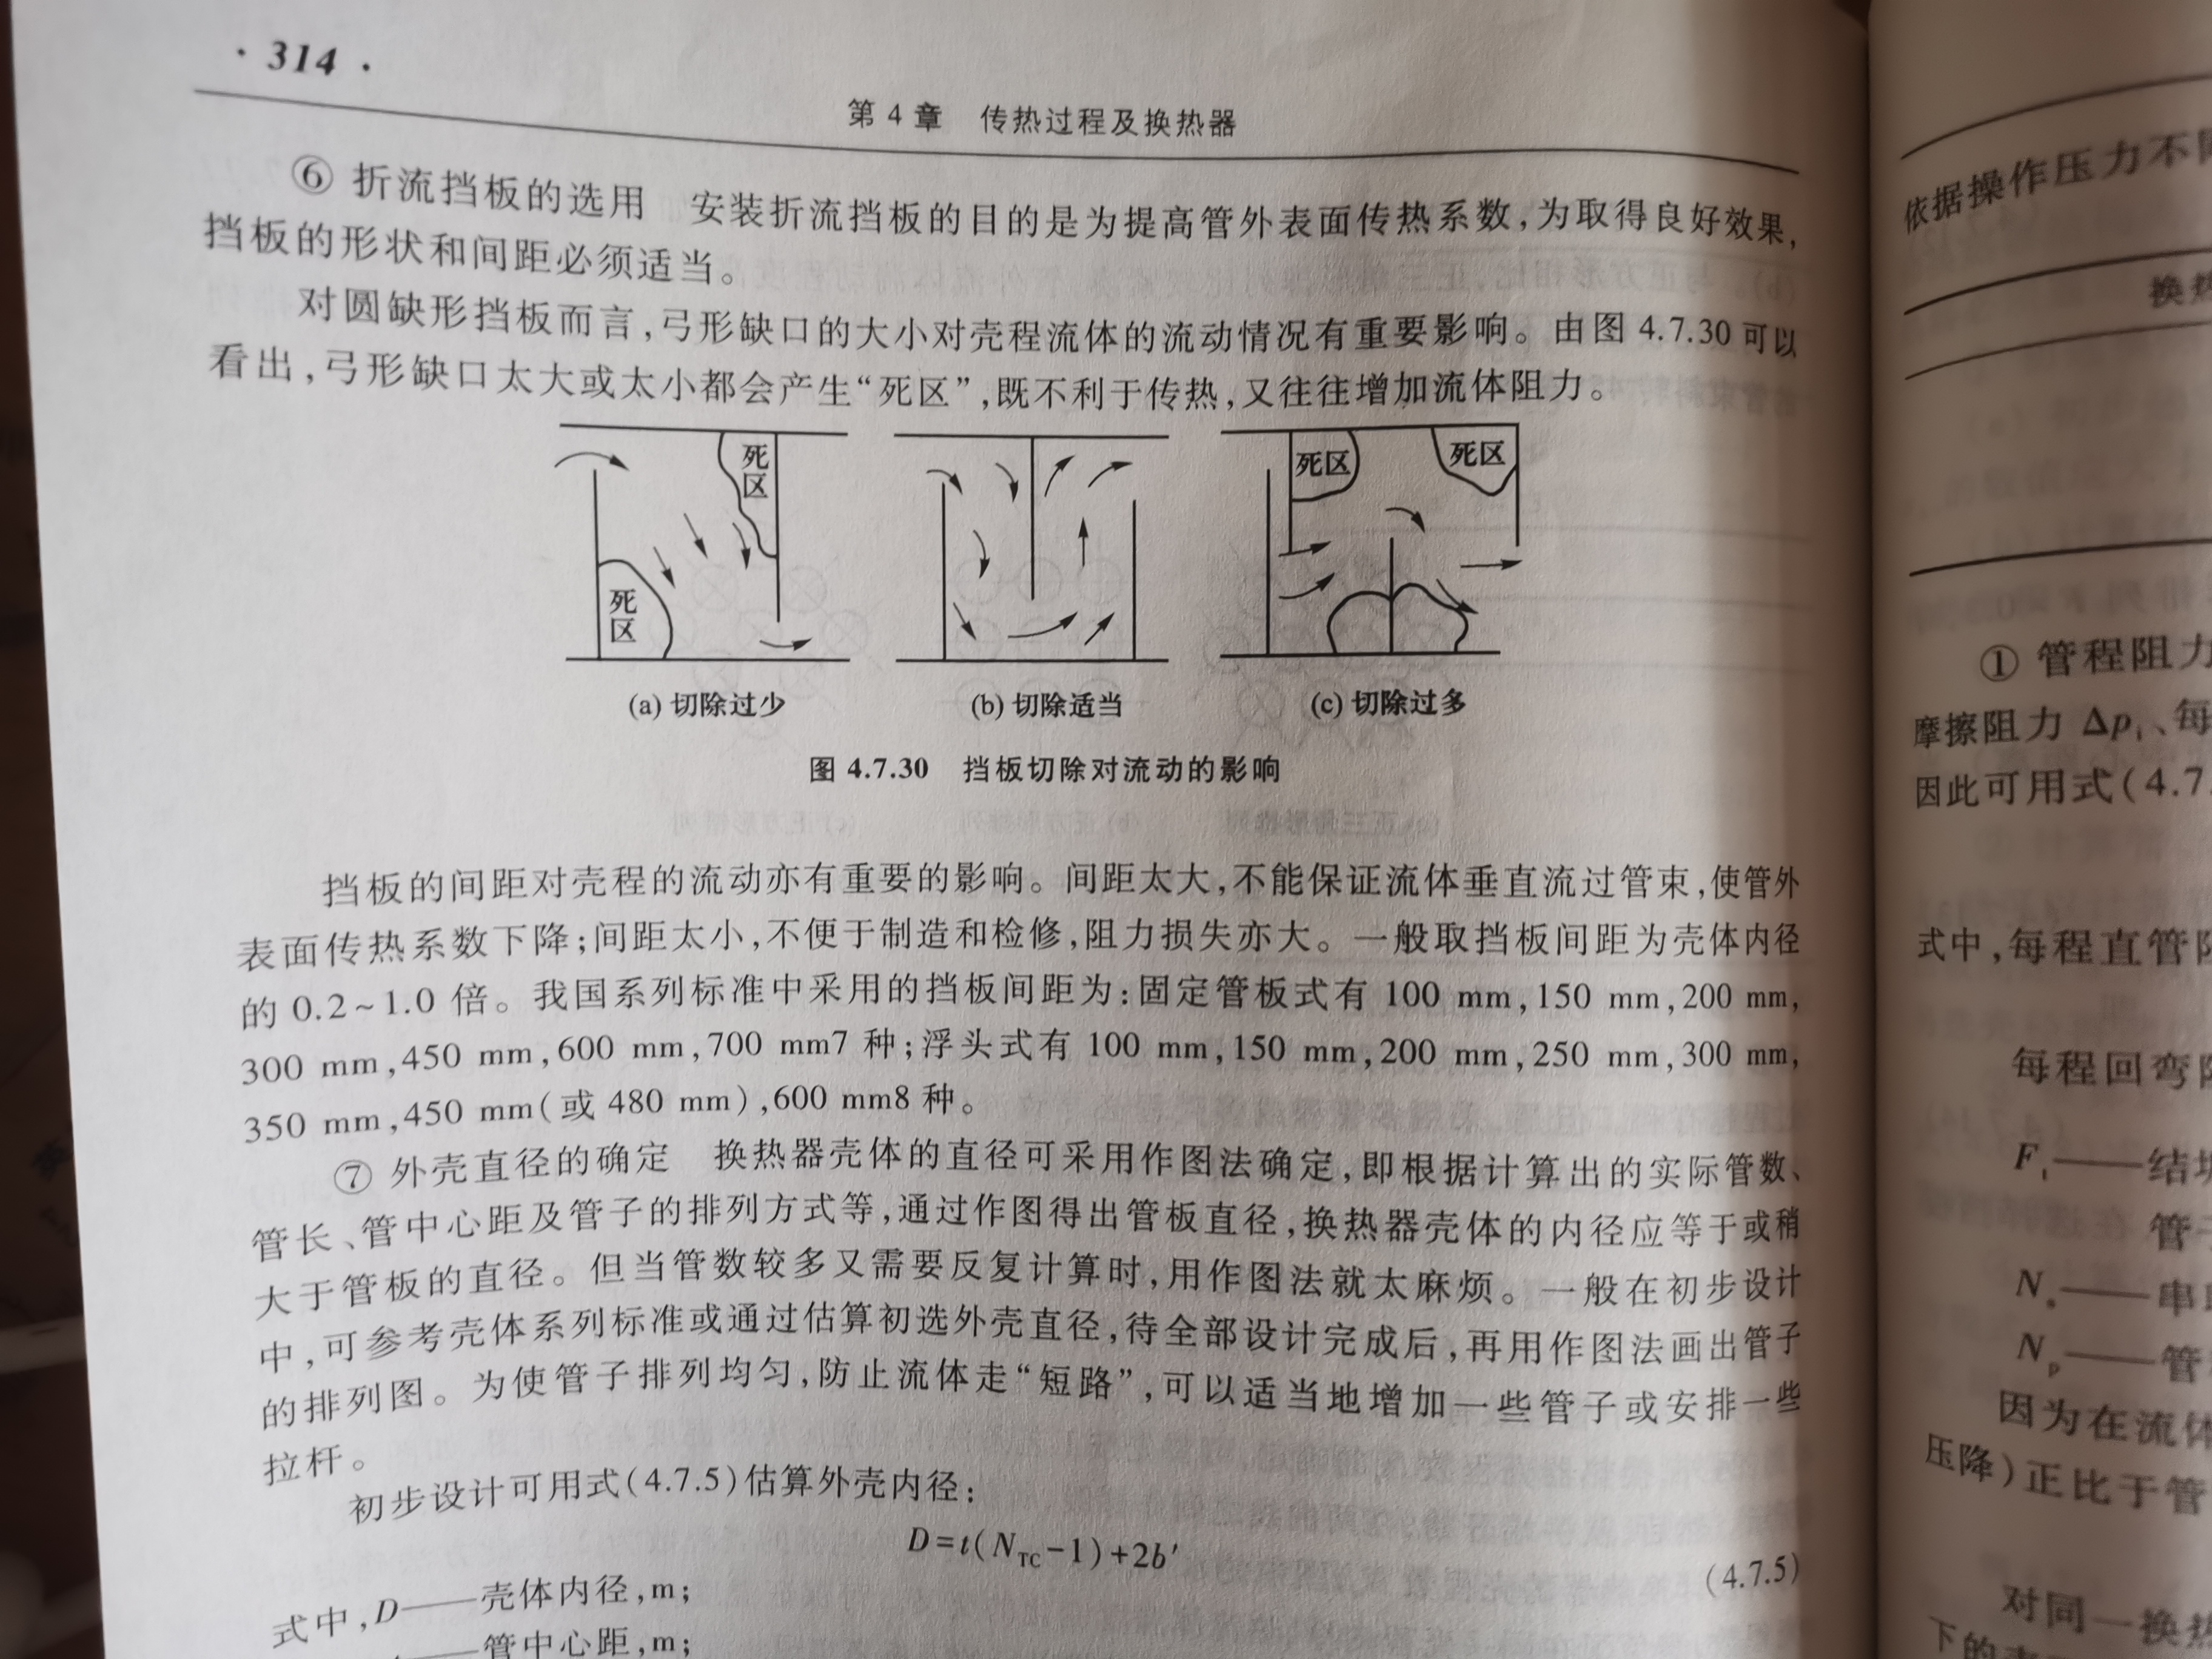 · 314 ·
第 4 章 传热过程及换热器
⑥ 折流挡板的选用 安装折流挡板的目的是为提高管外表面传热系数,为取得良好效果,
挡板的形状和间距必须适当。
对圆缺形挡板而言,弓形缺口的大小对壳程流体的流动情况有重要影响。由图 4.7.30 可以
看出,弓形缺口太大或太小都会产生“死区”,既不利于传热,又往往增加流体阻力。
死区
死区
死区
死区
(a) 切除过少
(b) 切除适当
(c) 切除过多
图 4.7.30 挡板切除对流动的影响
挡板的间距对壳程的流动亦有重要的影响。间距太大,不能保证流体垂直流过管束,使管外
表面传热系数下降;间距太小,不便于制造和检修,阻力损失亦大。一般取挡板间距为壳体内径
的 0.2~1.0 倍。我国系列标准中采用的挡板间距为:固定管板式有 100 mm,150 mm,200 mm,
300 mm,450 mm,600 mm,700 mm7 种;浮头式有 100 mm,150 mm,200 mm,250 mm,300 mm,
350 mm,450 mm(或 480 mm),600 mm8 种。
⑦ 外壳直径的确定 换热器壳体的直径可采用作图法确定,即根据计算出的实际管数、
管长、管中心距及管子的排列方式等,通过作图得出管板直径,换热器壳体的内径应等于或稍
大于管板的直径。但当管数较多又需要反复计算时,用作图法就太麻烦。一般在初步设计
中,可参考壳体系列标准或通过估算初选外壳直径,待全部设计完成后,再用作图法画出管子
的排列图。为使管子排列均匀,防止流体走“短路”,可以适当地增加一些管子或安排一些
拉杆。
初步设计可用式(4.7.5)估算外壳内径:
D=t(N_TC-1)+2b′
(4.7.5)
式中,D——壳体内径,m;
——管中心距,m;
依据操作压力不
换热
① 管程阻力
摩擦阻力 Δp_i、每
因此可用式(4.7.
式中,每程直管
每程回弯
F_i——结
管子
N_s——串
N_p——管
因为在流体
压降)正比于管
对同一换热
下的